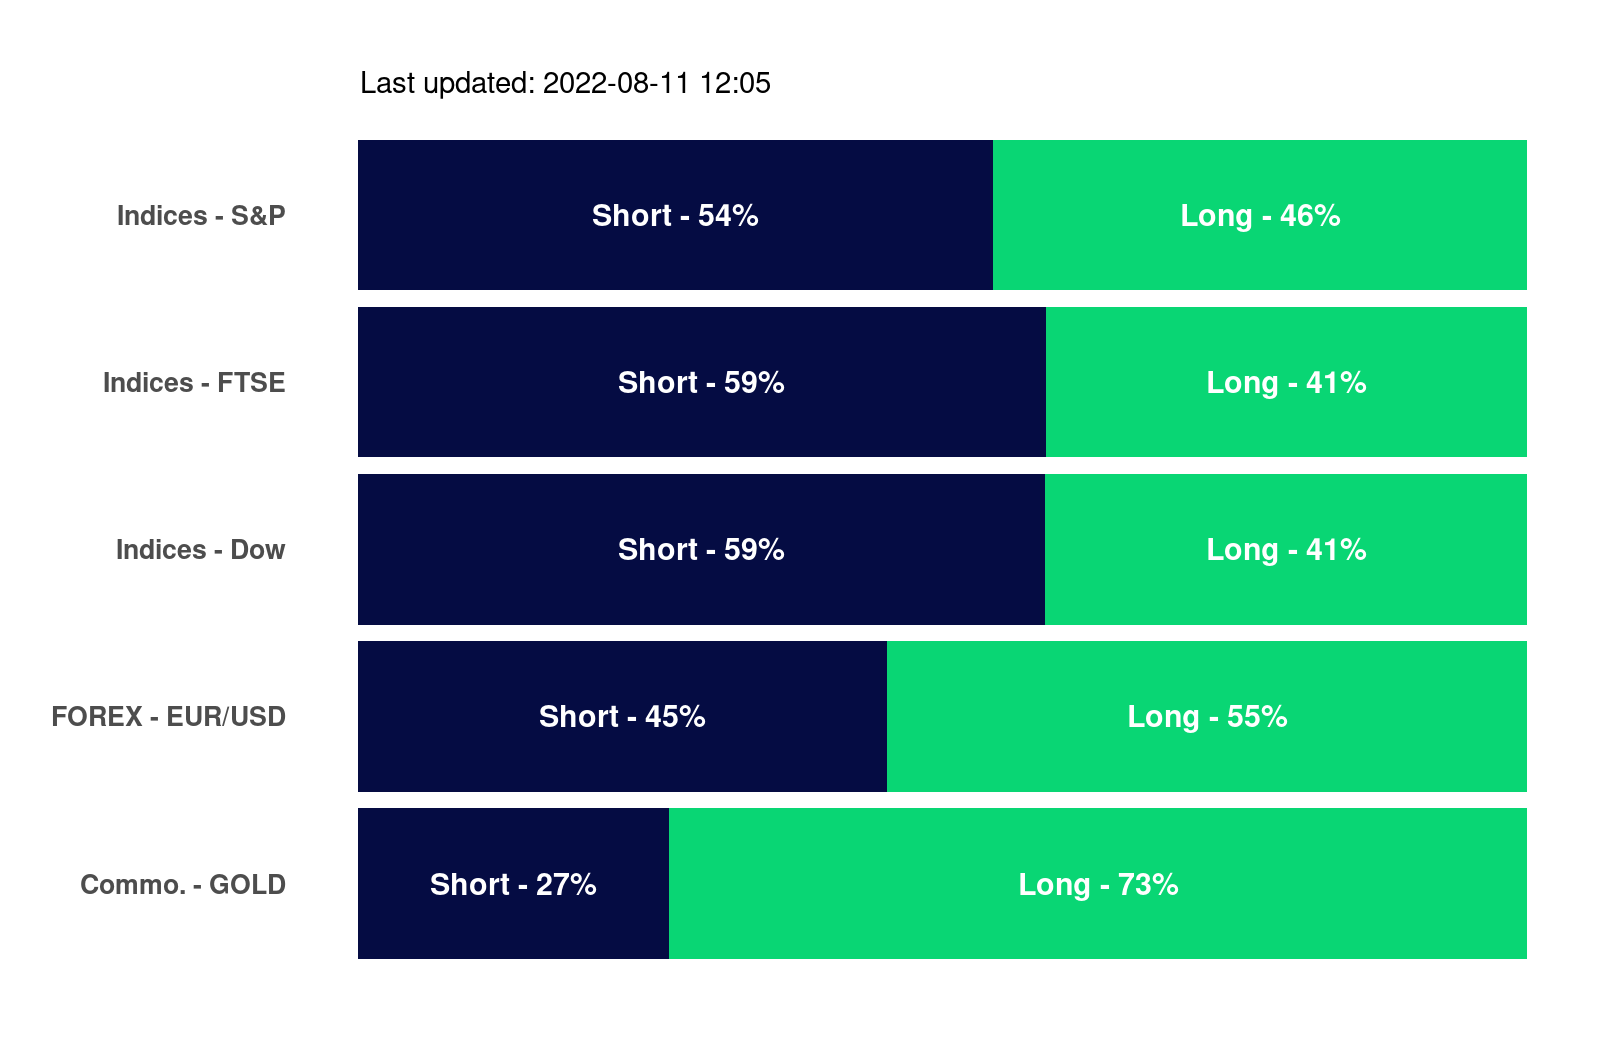 Last updated: 2022-08-11 12:05
Indices - S&P
Short - 54%
Long - 46%
Indices - FTSE
Short - 59%
Long - 41%
Indices - Dow
Short - 59%
Long - 41%
FOREX - EUR/USD
Short - 45%
Long - 55%
Commo. - GOLD
Short - 27%
Long - 73%